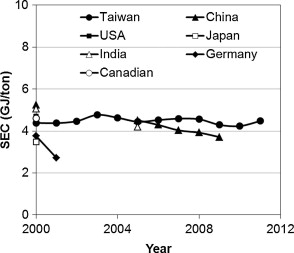 10
8
6
4
2
0
SEC (GJ/ton)
Taiwan
China
USA
Japan
India
Germany
Canadian
2000
2004
2008
2012
Year